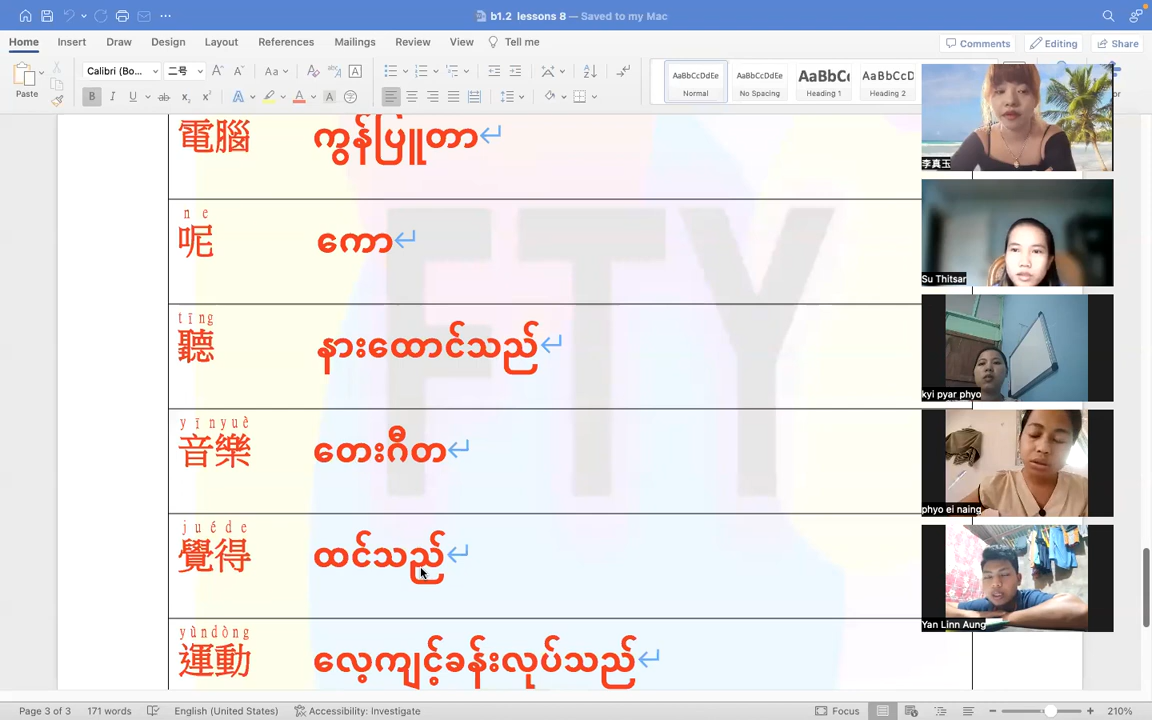 b1.2 lessons 8 — Saved to my Mac
Home Insert Draw Design Layout References Mailings Review View Tell me
Comments Editing Share
Paste
Calibri (Bo... 二号
AaBbCcDdEe AaBbCcDdEe AaBbCc AaBbCcD
Normal No Spacing Heading 1 Heading 2
李真玉
電腦 ကွန်ပြူတာ
ne
呢 ကော
Su Thitsar
tīng
聽 နားထောင်သည်
kyi pyar phyo
yīnyuè
音樂 တေးဂီတ
phyo ei naing
juéde
覺得 ထင်သည်
Yan Linn Aung
yùndòng
運動 လေ့ကျင့်ခန်းလုပ်သည်
FTY
Page 3 of 3 171 words English (United States) Accessibility: Investigate Focus 210%